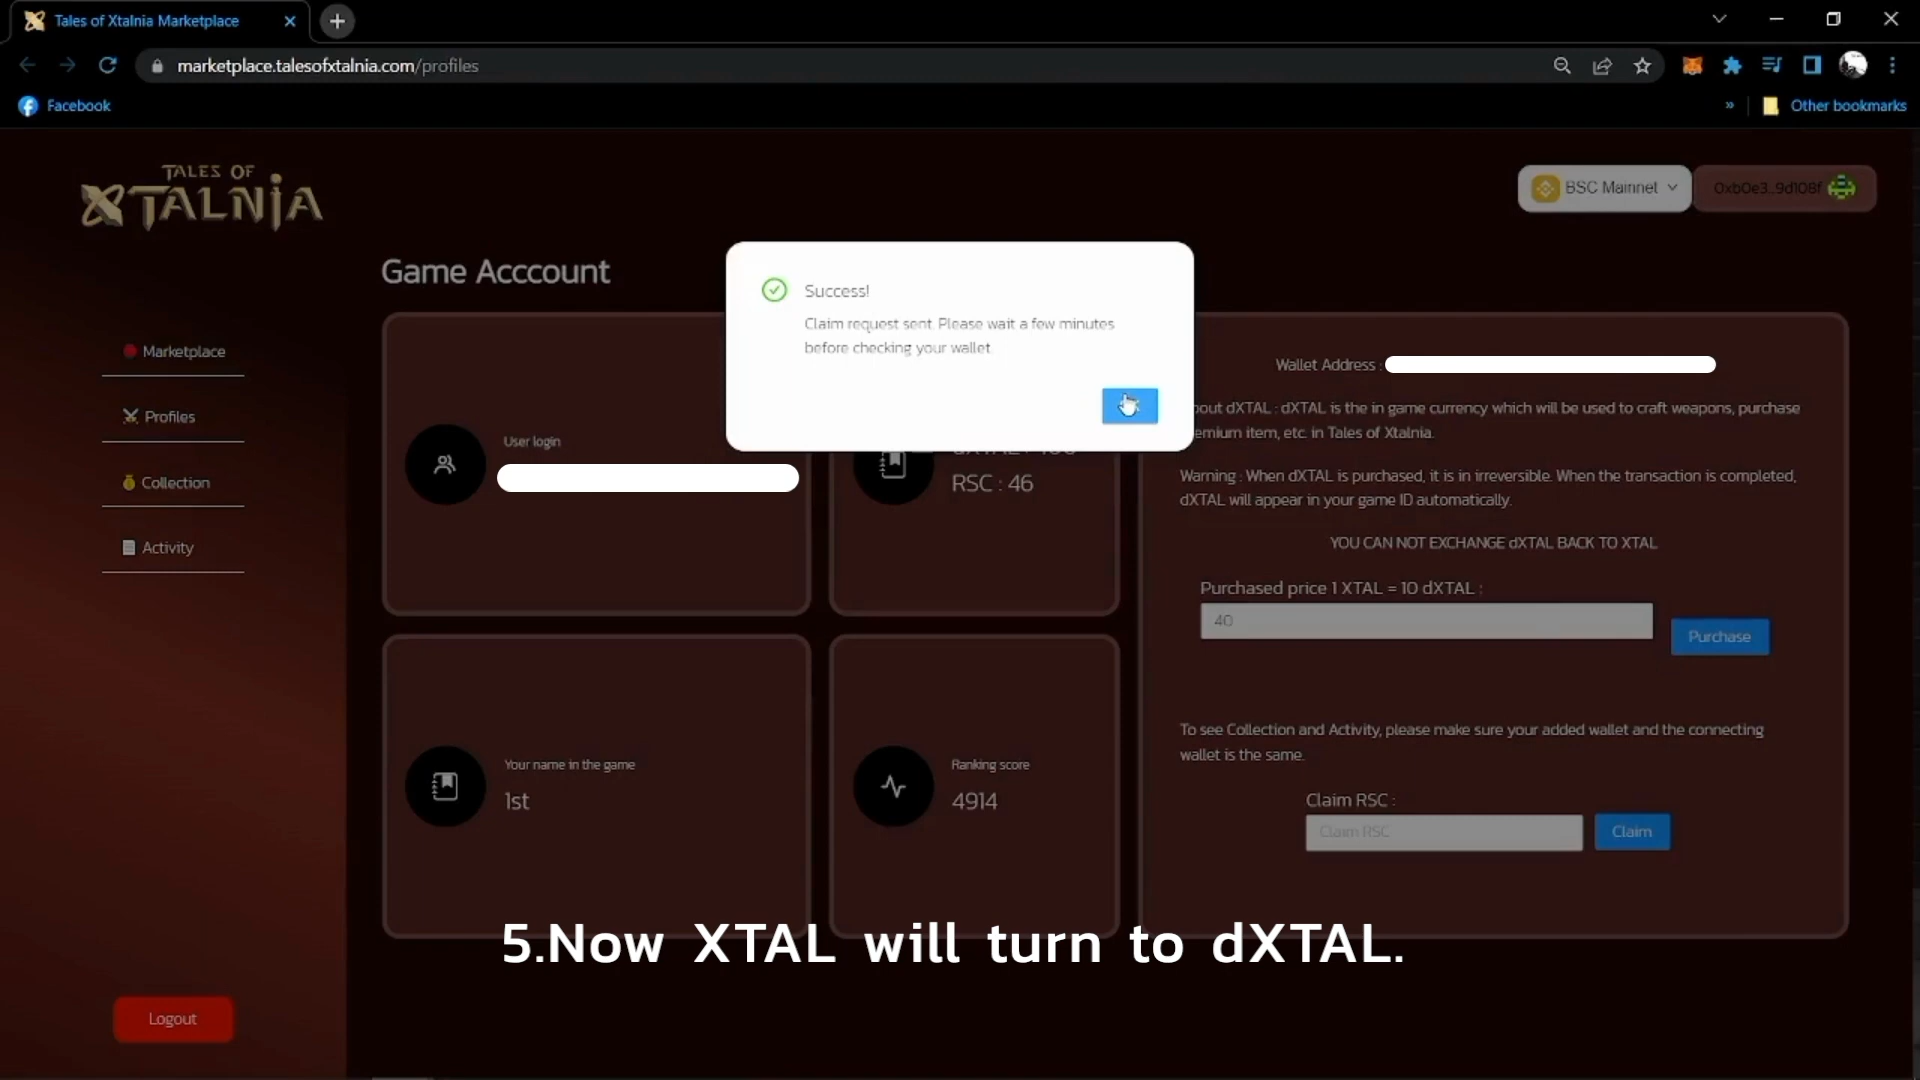 Tales of Xtalnia Marketplace
marketplace.talesofxtalnia.com/profiles
Facebook
Other bookmarks
TALES OF
XTALNIA
BSC Mainnet
0xb0e3...9d108f
Game Acccount
Marketplace
Profiles
Collection
Activity
Logout
User login
RSC : 46
Your name in the game
1st
Ranking score
4914
Success!
Claim request sent. Please wait a few minutes
before checking your wallet.
Wallet Address :
dXTAL : dXTAL is the in game currency which will be used to craft weapons, purchase
item, etc. in Tales of Xtalnia.
Warning : When dXTAL is purchased, it is in irreversible. When the transaction is completed,
dXTAL will appear in your game ID automatically.
YOU CAN NOT EXCHANGE dXTAL BACK TO XTAL
Purchased price 1 XTAL = 10 dXTAL :
40
Purchase
To see Collection and Activity, please make sure your added wallet and the connecting
wallet is the same.
Claim RSC :
Claim RSC
Claim
5.Now XTAL will turn to dXTAL.